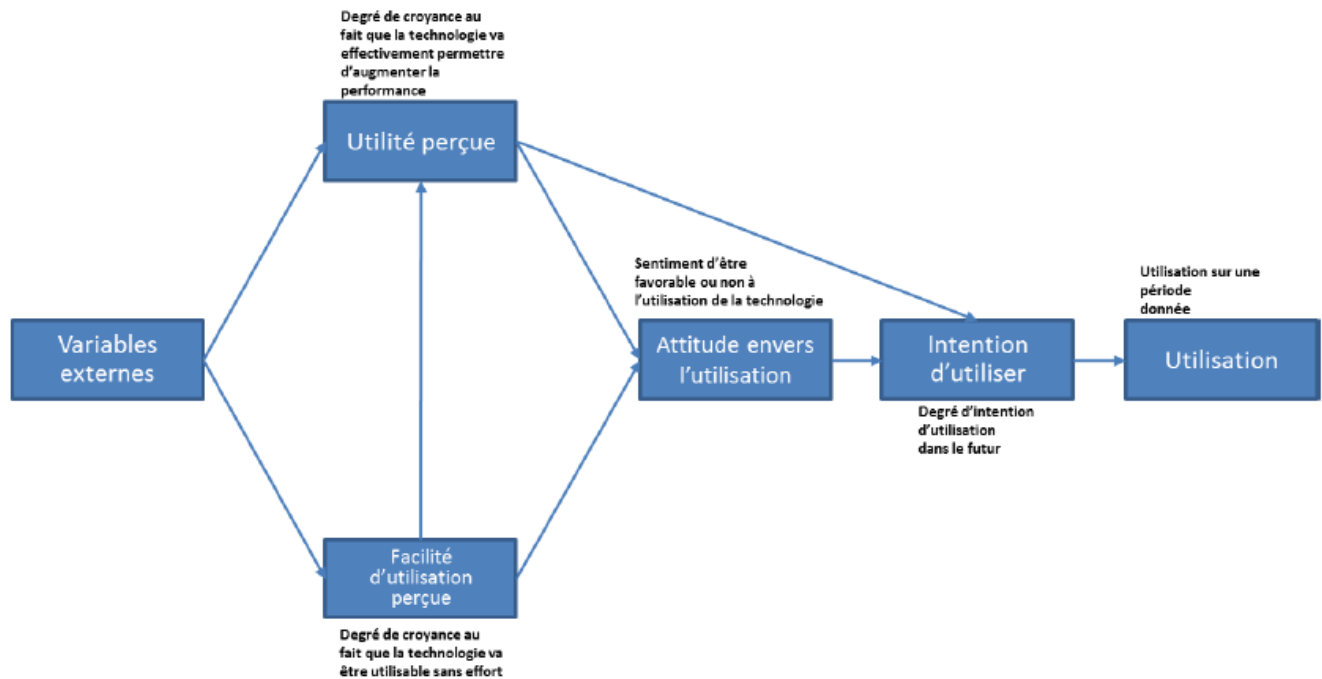 Degré de croyance au
fait que la technologie va
effectivement permettre
d'augmenter la
performance
Utilité perçue
Sentiment d'être
favorable ou non à
l'utilisation de la technologie
Utilisation sur une
période
donnée
Variables
externes
Attitude envers
l'utilisation
Intention
d'utiliser
Utilisation
Degré d'intention
d'utilisation
dans le futur
Facilité
d'utilisation
perçue
Degré de croyance au
fait que la technologie va
être utilisable sans effort